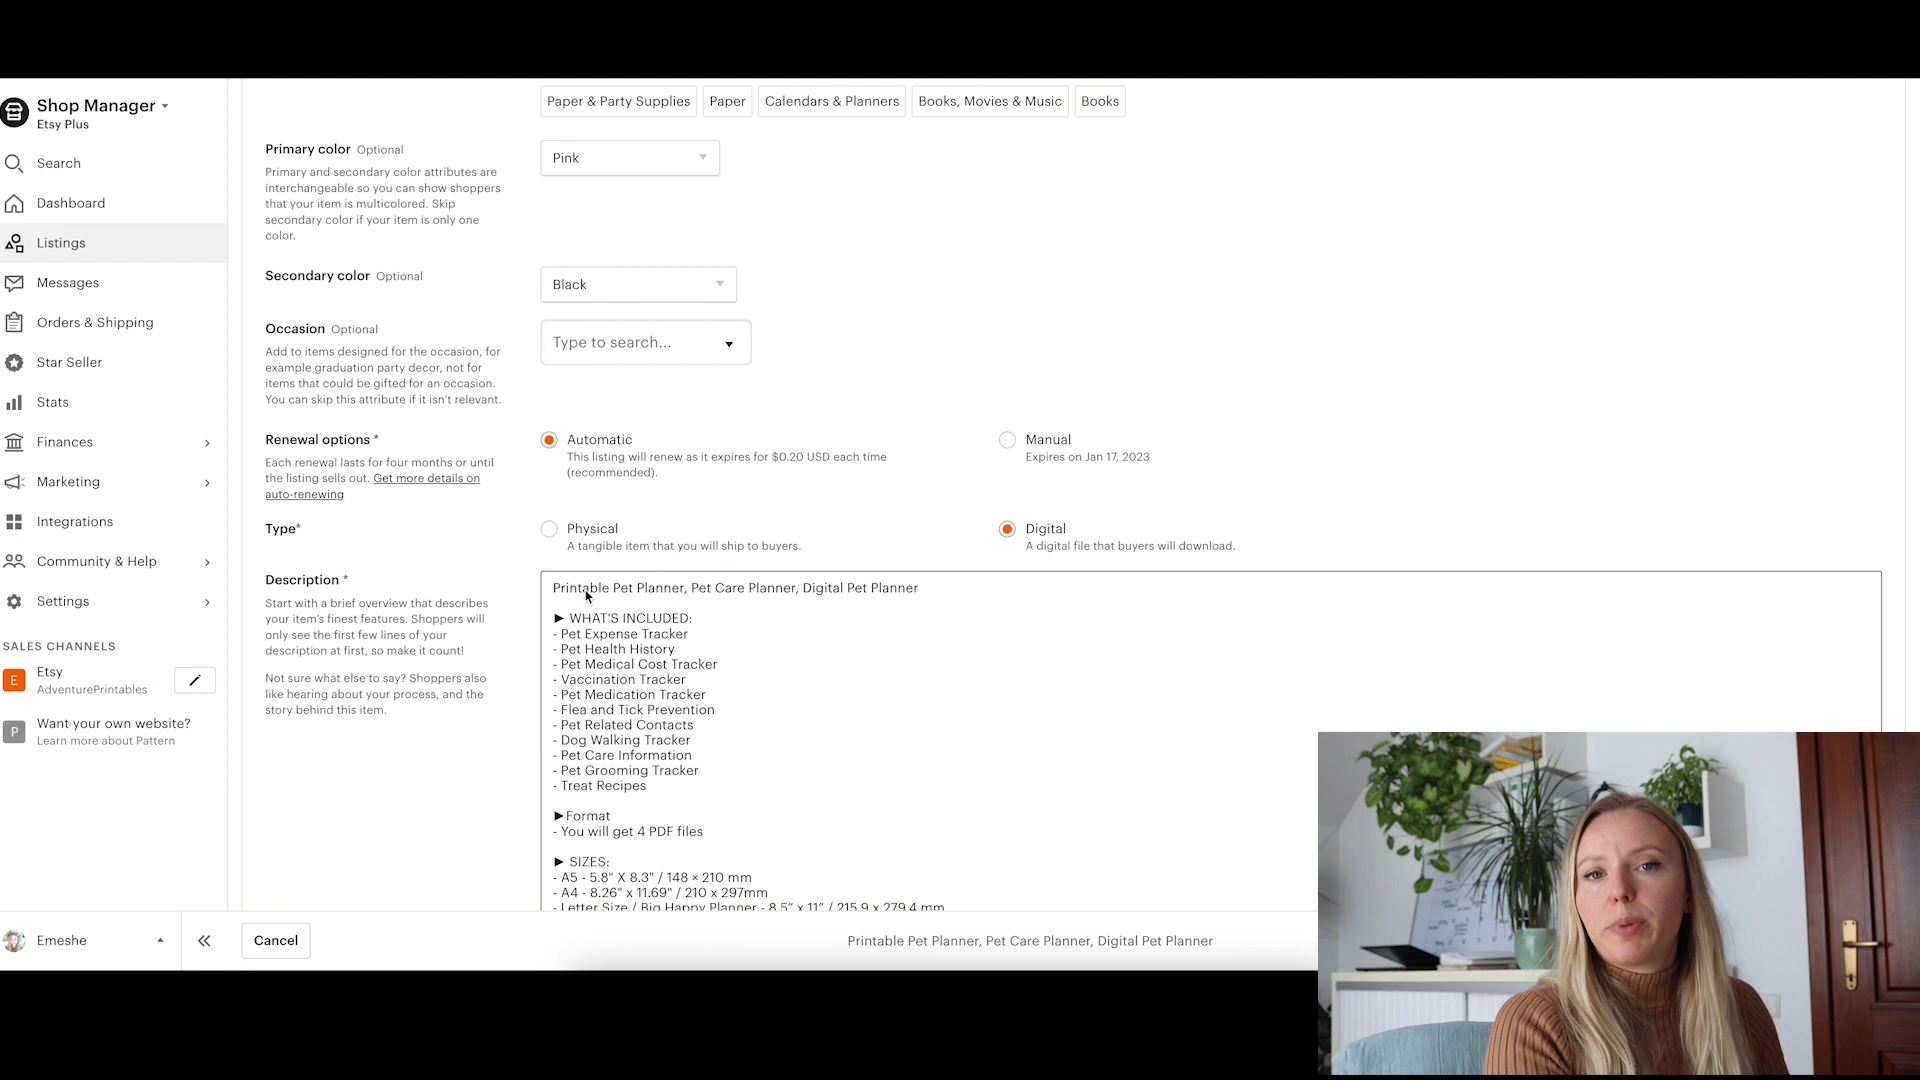 Shop Manager
Etsy Plus
Search
Dashboard
Listings
Messages
Orders & Shipping
Star Seller
Stats
Finances
Marketing
Integrations
Community & Help
Settings
SALES CHANNELS
E
Etsy
AdventurePrintables
P
Want your own website?
Learn more about Pattern
Emeshe
Paper & Party Supplies
Paper
Calendars & Planners
Books, Movies & Music
Books
Primary color Optional
Primary and secondary color attributes are
interchangeable so you can show shoppers
that your item is multicolored. Skip
secondary color if your item is only one
color.
Pink
Secondary color Optional
Black
Occasion Optional
Add to items designed for the occasion, for
example graduation party decor, not for
items that could be gifted for an occasion.
You can skip this attribute if it isn't relevant.
Type to search...
Renewal options *
Each renewal lasts for four months or until
the listing sells out. Get more details on
auto-renewing
Automatic
This listing will renew as it expires for $0.20 USD each time
(recommended).
Manual
Expires on Jan 17, 2023
Type*
Physical
A tangible item that you will ship to buyers.
Digital
A digital file that buyers will download.
Description *
Start with a brief overview that describes
your item's finest features. Shoppers will
only see the first few lines of your
description at first, so make it count!
Not sure what else to say? Shoppers also
like hearing about your process, and the
story behind this item.
Printable Pet Planner, Pet Care Planner, Digital Pet Planner
► WHAT'S INCLUDED:
- Pet Expense Tracker
- Pet Health History
- Pet Medical Cost Tracker
- Vaccination Tracker
- Pet Medication Tracker
- Flea and Tick Prevention
- Pet Related Contacts
- Dog Walking Tracker
- Pet Care Information
- Pet Grooming Tracker
- Treat Recipes
►Format
- You will get 4 PDF files
► SIZES:
- A5 - 5.8" X 8.3" / 148 × 210 mm
- A4 - 8.26" x 11.69" / 210 x 297mm
- Letter Size / Big Happy Planner - 8.5" x 11" / 215.9 x 279.4 mm
Cancel
Printable Pet Planner, Pet Care Planner, Digital Pet Planner